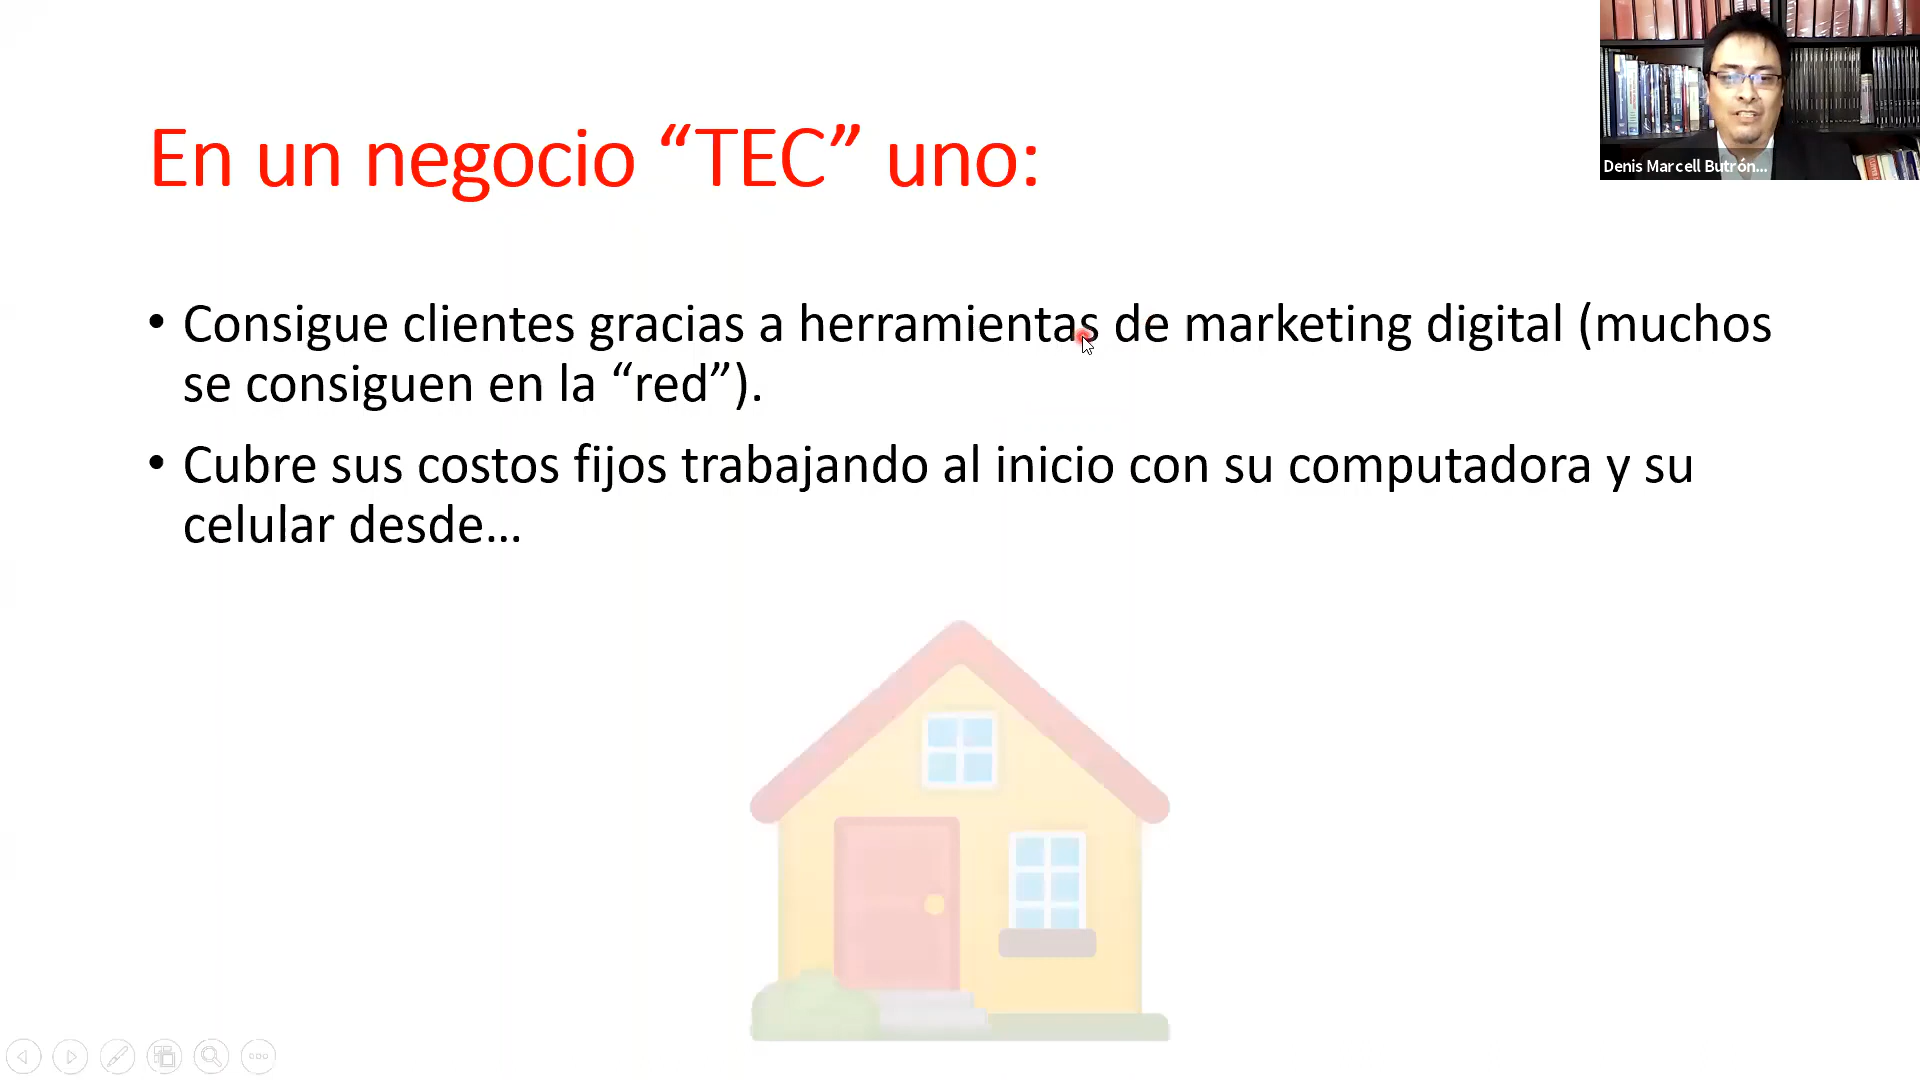 En un negocio “TEC” uno:
• Consigue clientes gracias a herramientas de marketing digital (muchos
se consiguen en la “red”).
• Cubre sus costos fijos trabajando al inicio con su computadora y su
celular desde...
Denis Marcell Butrón...